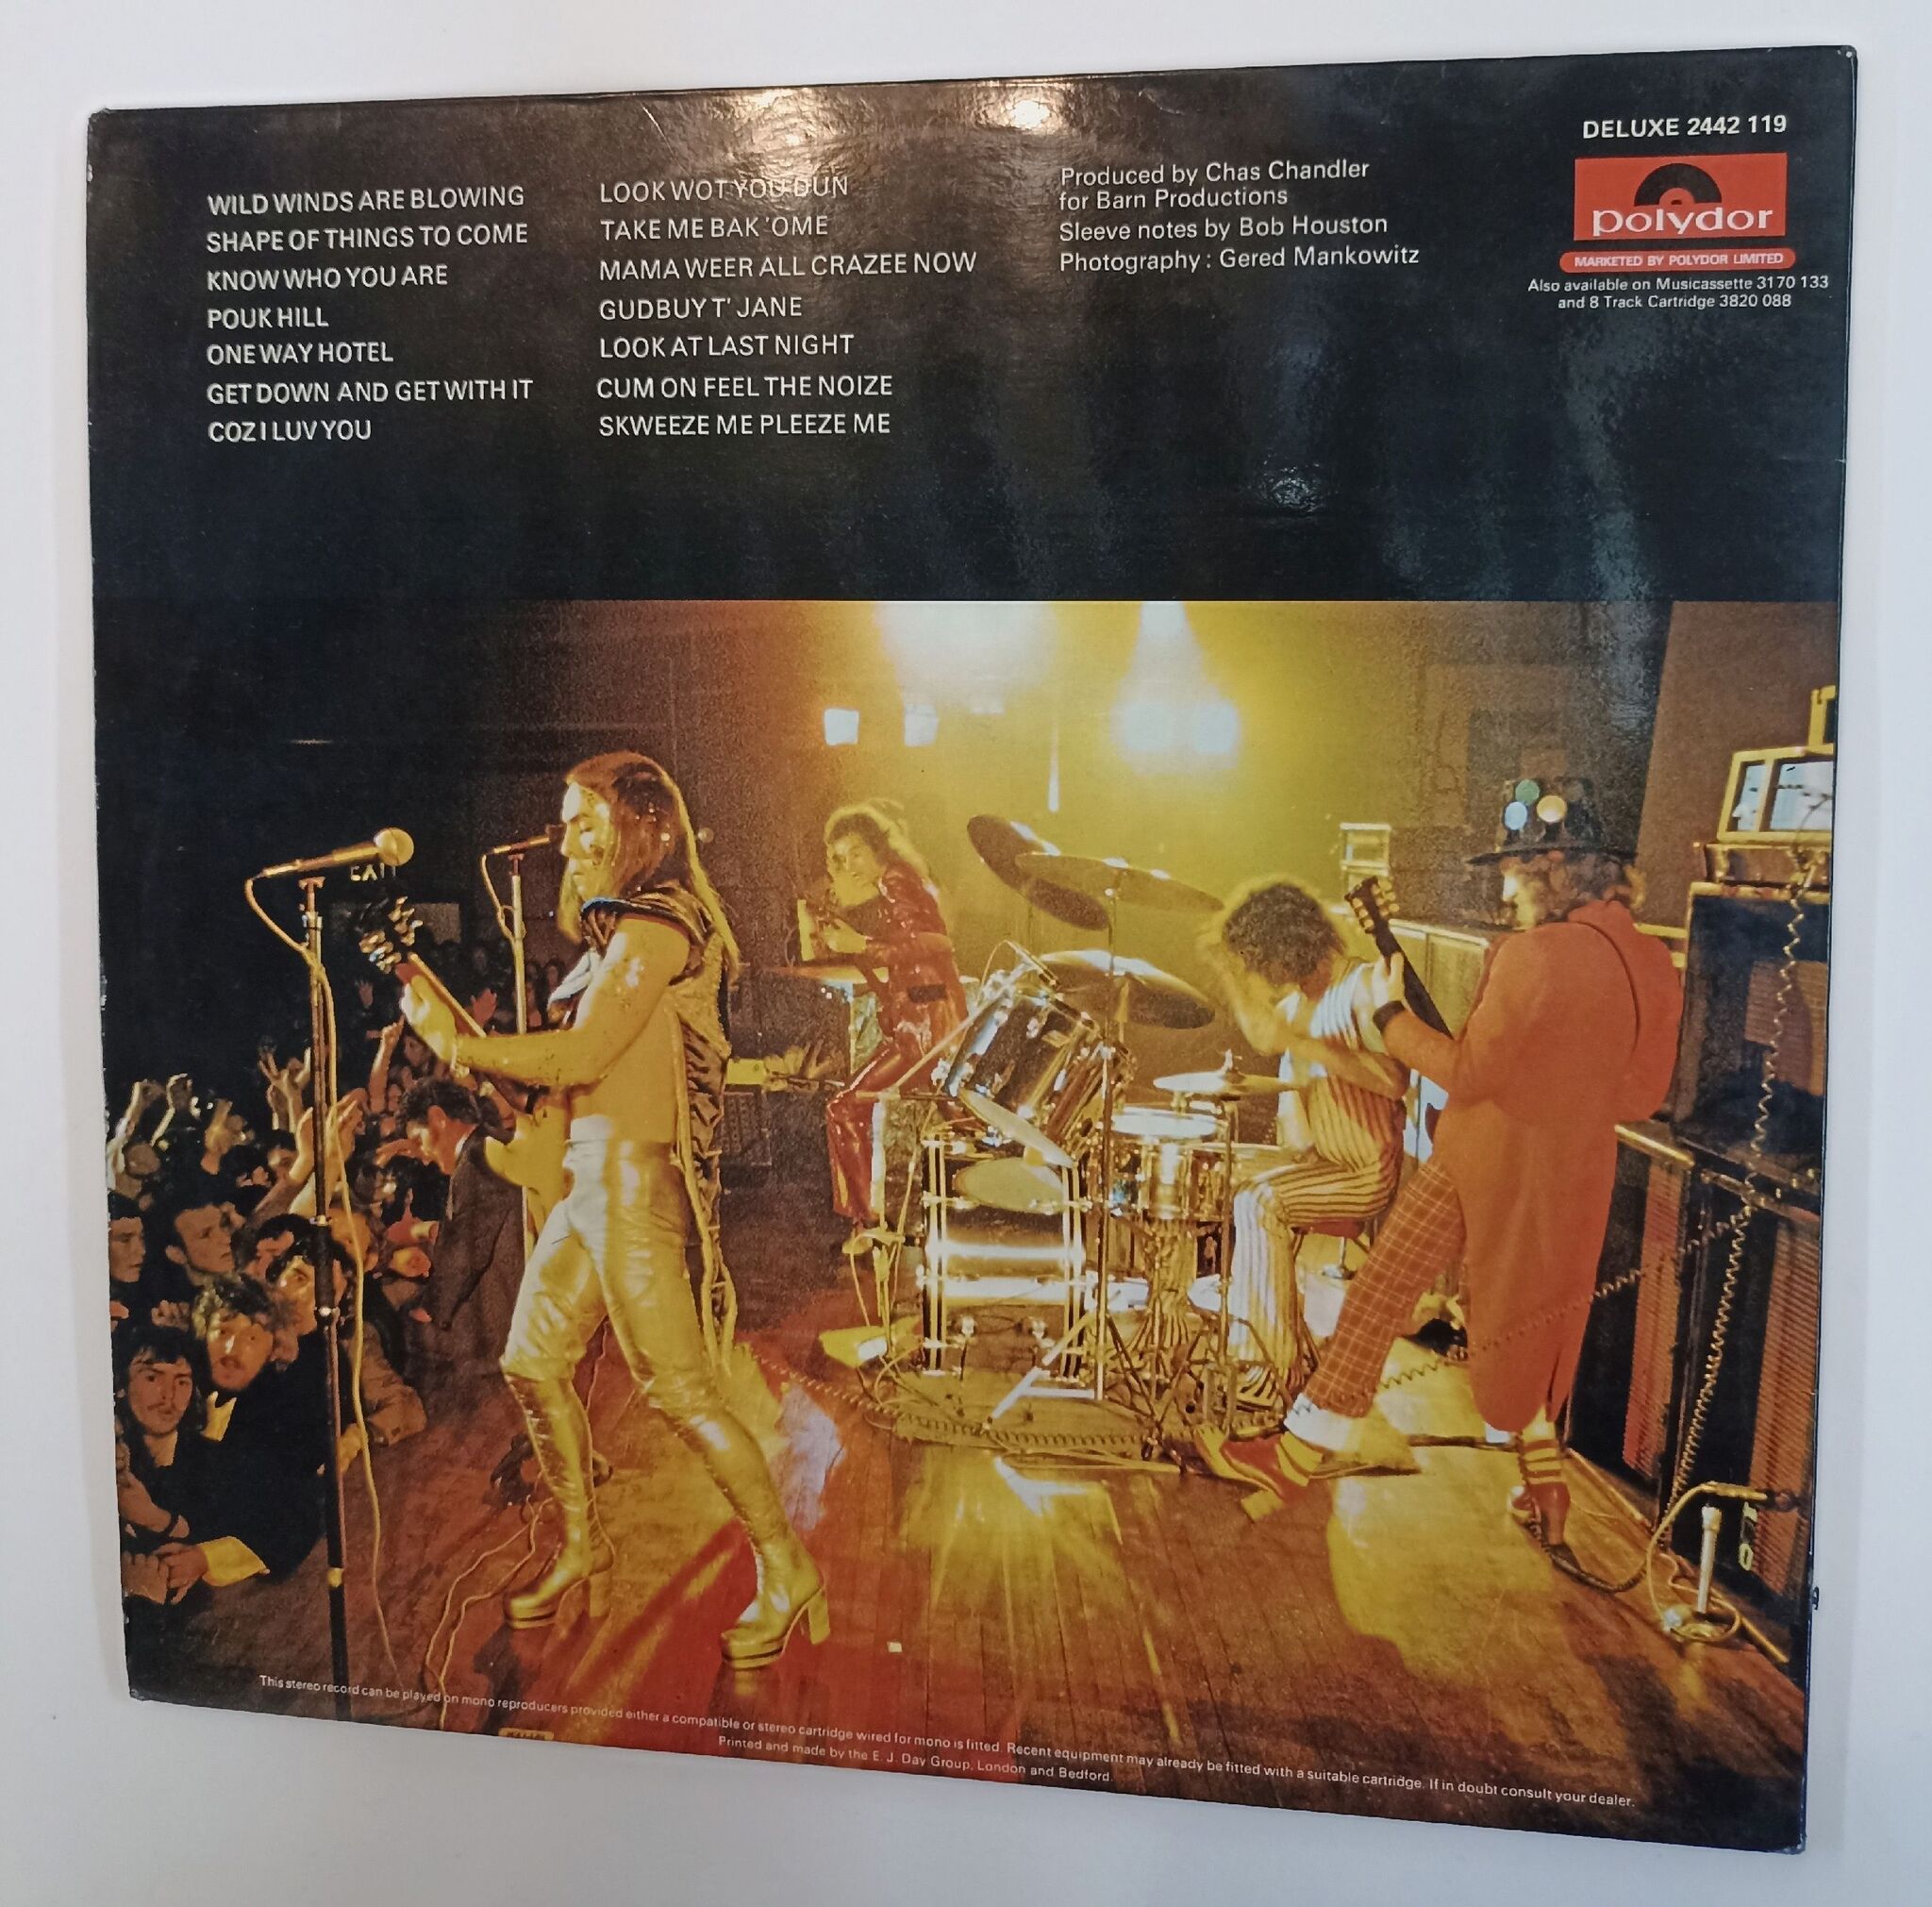 WILD WINDS ARE BLOWING
SHAPE OF THINGS TO COME
KNOW WHO YOU ARE
POUK HILL
ONE WAY HOTEL
GET DOWN AND GET WITH IT
COZ I LUV YOU
LOOK WOT YOU DUN
TAKE ME BAK 'OME
MAMA WEER ALL CRAZEE NOW
GUDBUY T' JANE
LOOK AT LAST NIGHT
CUM ON FEEL THE NOIZE
SKWEEZE ME PLEEZE ME
Produced by Chas Chandler
for Barn Productions
Sleeve notes by Bob Houston
Photography: Gered Mankowitz
DELUXE 2442 119
polydor
MARKETED BY POLYDOR LIMITED
Also available on Musicassette 3170 133
and 8 Track Cartridge 3820 088
EXIT
This stereo record can be played on mono reproducers provided either a compatible or stereo cartridge wired for mono is fitted. Recent equipment may already be fitted with a suitable cartridge. If in doubt consult your dealer.
Printed and made by the E. J. Day Group, London and Bedford.